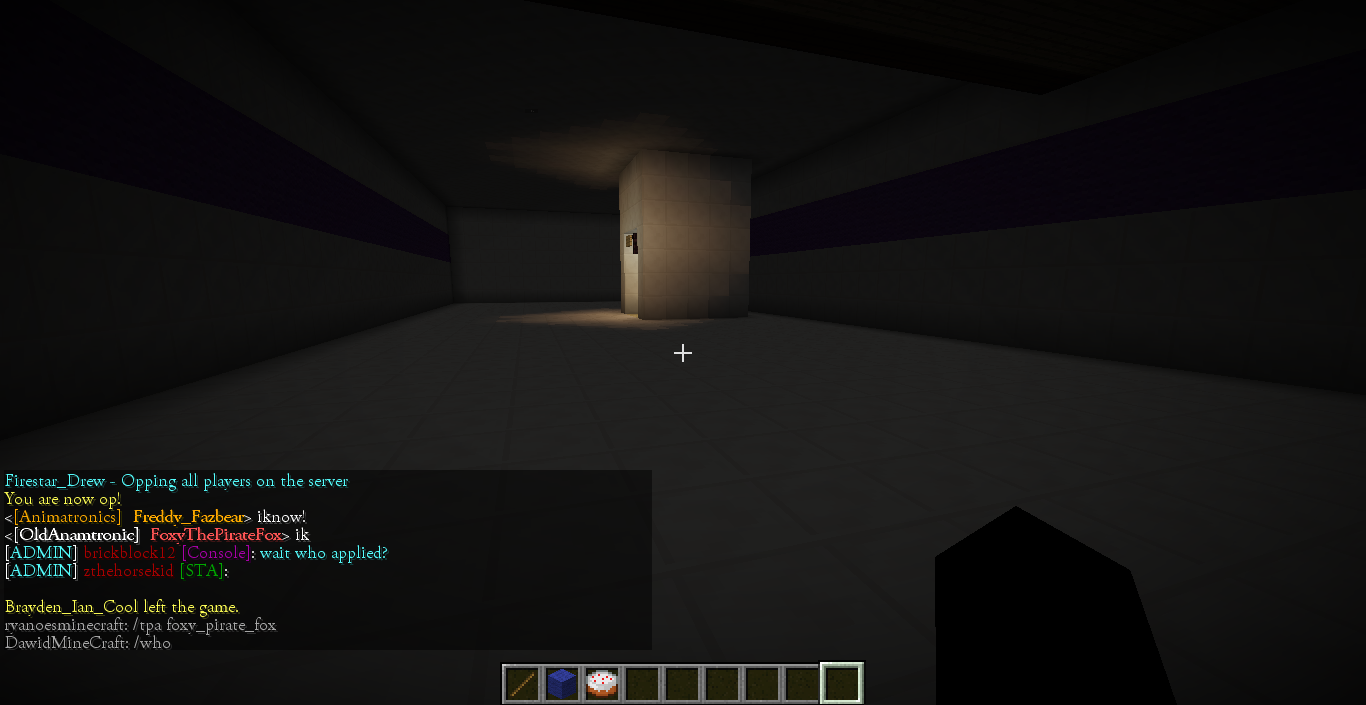 Firestar_Drew - Opping all players on the server
You are now op!
<[Animatronics] Freddy_Fazbear> iknow!
<[OldAnamtronic] FoxyThePirateFox> ik
[ADMIN] brickblock12 [Console]: wait who applied?
[ADMIN] zthehorsekid [STA]:
Brayden_Ian_Cool left the game.
ryanoesminecraft: /tpa foxy_pirate_fox
DawidMineCraft: /who